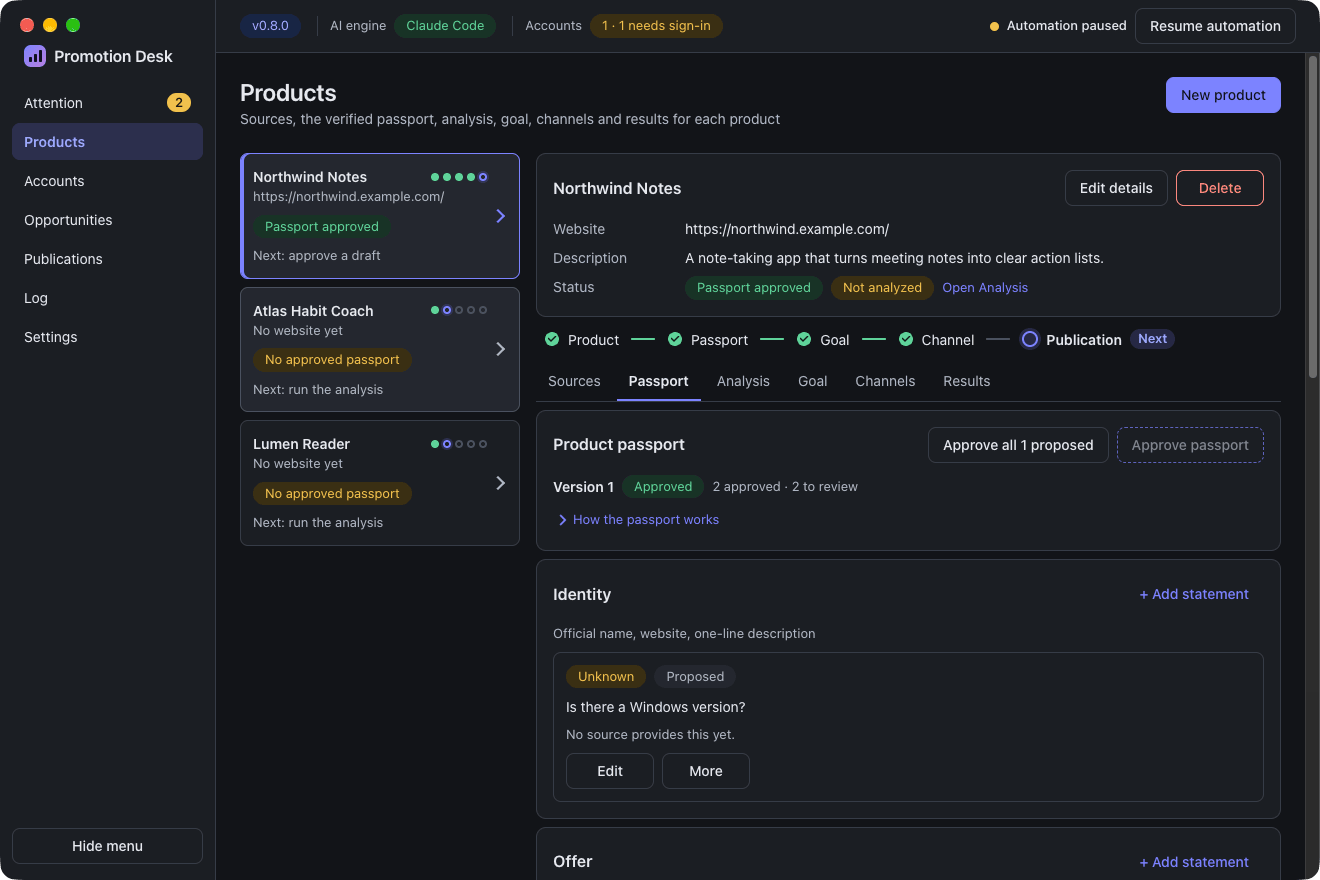 v0.8.0
AI engine
Claude Code
Accounts
1 · 1 needs sign-in
Automation paused
Resume automation
Promotion Desk
Attention
2
Products
Accounts
Opportunities
Publications
Log
Settings
Hide menu
Products
Sources, the verified passport, analysis, goal, channels and results for each product
New product
Northwind Notes
https://northwind.example.com/
Passport approved
Next: approve a draft
Atlas Habit Coach
No website yet
No approved passport
Next: run the analysis
Lumen Reader
No website yet
No approved passport
Next: run the analysis
Northwind Notes
Edit details
Delete
Website
https://northwind.example.com/
Description
A note-taking app that turns meeting notes into clear action lists.
Status
Passport approved
Not analyzed
Open Analysis
Product
Passport
Goal
Channel
Publication
Next
Sources
Passport
Analysis
Goal
Channels
Results
Product passport
Approve all 1 proposed
Approve passport
Version 1
Approved
2 approved · 2 to review
How the passport works
Identity
+ Add statement
Official name, website, one-line description
Unknown
Proposed
Is there a Windows version?
No source provides this yet.
Edit
More
Offer
+ Add statement